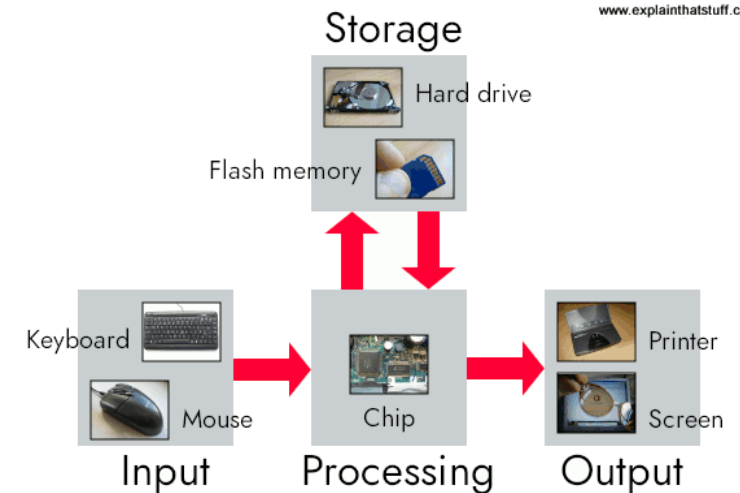 www.explainthatstuff.c
Storage
Hard drive
Flash memory
Keyboard
Mouse
Chip
Printer
Screen
Input
Processing
Output